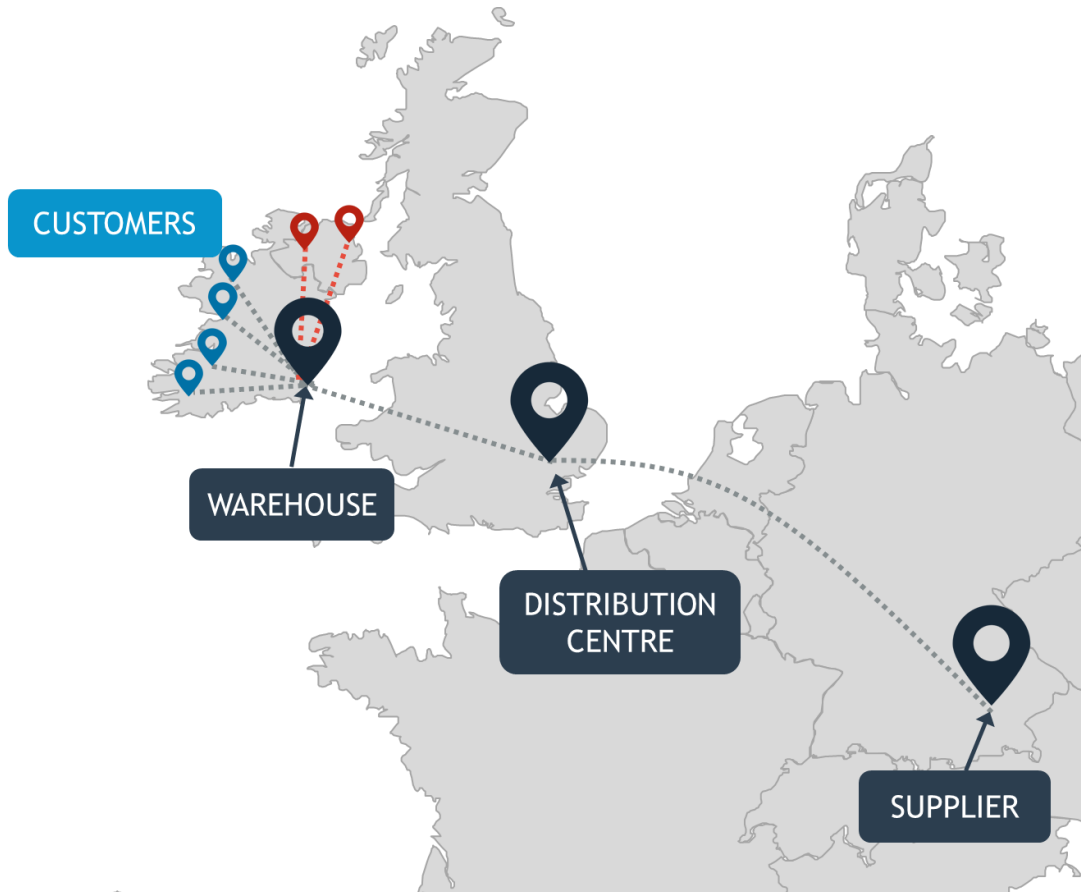 CUSTOMERS
WAREHOUSE
DISTRIBUTION
CENTRE
SUPPLIER